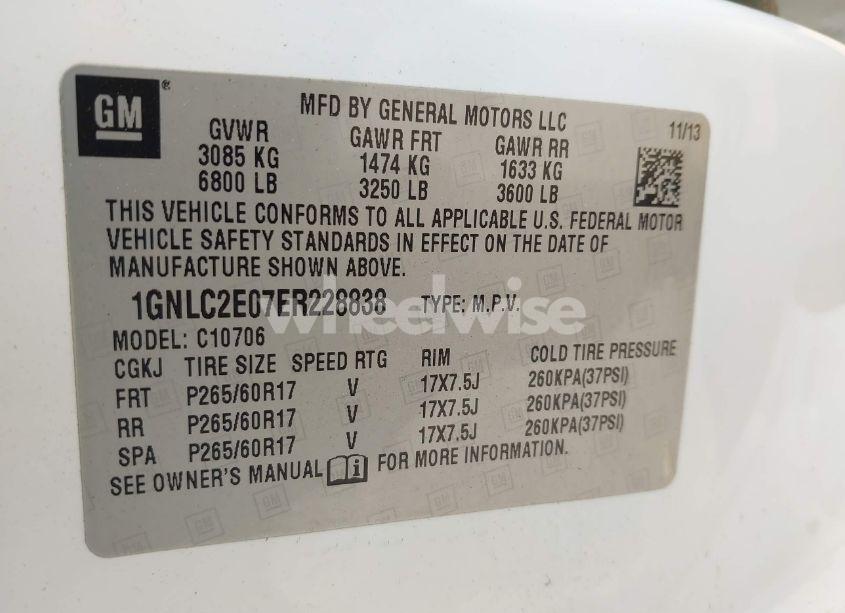 GM®
MFD BY GENERAL MOTORS LLC
11/13
GVWR GAWR FRT GAWR RR
3085 KG 1474 KG 1633 KG
6800 LB 3250 LB 3600 LB
THIS VEHICLE CONFORMS TO ALL APPLICABLE U.S. FEDERAL MOTOR
VEHICLE SAFETY STANDARDS IN EFFECT ON THE DATE OF
MANUFACTURE SHOWN ABOVE.
1GNLC2E07ER228838 TYPE: M.P.V.
wheelwise
MODEL: C10706
CGKJ TIRE SIZE SPEED RTG RIM COLD TIRE PRESSURE
FRT P265/60R17 V 17X7.5J 260KPA(37PSI)
RR P265/60R17 V 17X7.5J 260KPA(37PSI)
SPA P265/60R17 V 17X7.5J 260KPA(37PSI)
SEE OWNER'S MANUAL i FOR MORE INFORMATION.